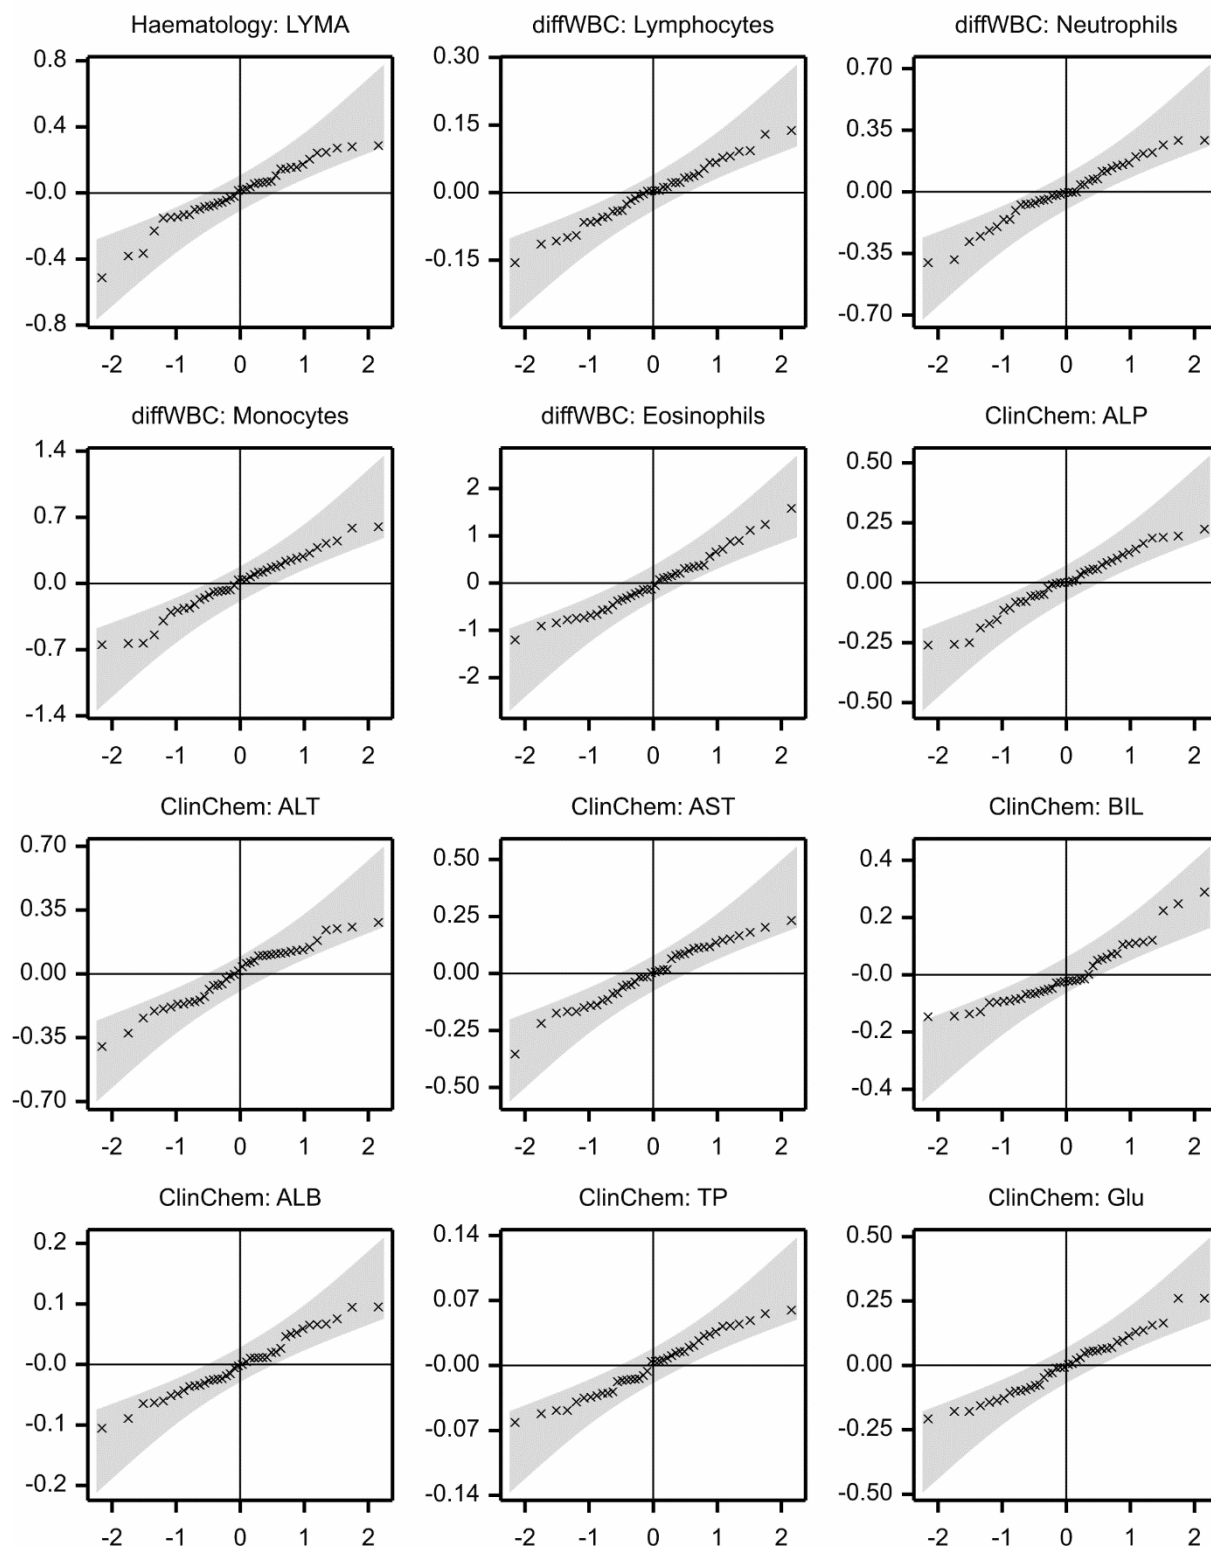 Haematology: LYMA
0.8
0.4
-0.0
-0.4
-0.8
-2 -1 0 1 2
diffWBC: Lymphocytes
0.30
0.15
0.00
-0.15
-2 -1 0 1 2
diffWBC: Neutrophils
0.70
0.35
0.00
-0.35
-0.70
-2 -1 0 1 2
diffWBC: Monocytes
1.4
0.7
0.0
-0.7
-1.4
-2 -1 0 1 2
diffWBC: Eosinophils
2
1
0
-1
-2
-2 -1 0 1 2
ClinChem: ALP
0.50
0.25
0.00
-0.25
-0.50
-2 -1 0 1 2
ClinChem: ALT
0.70
0.35
0.00
-0.35
-0.70
-2 -1 0 1 2
ClinChem: AST
0.50
0.25
0.00
-0.25
-0.50
-2 -1 0 1 2
ClinChem: BIL
0.4
0.2
-0.0
-0.2
-0.4
-2 -1 0 1 2
ClinChem: ALB
0.2
0.1
-0.0
-0.1
-0.2
-2 -1 0 1 2
ClinChem: TP
0.14
0.07
-0.00
-0.07
-0.14
-2 -1 0 1 2
ClinChem: Glu
0.50
0.25
0.00
-0.25
-0.50
-2 -1 0 1 2